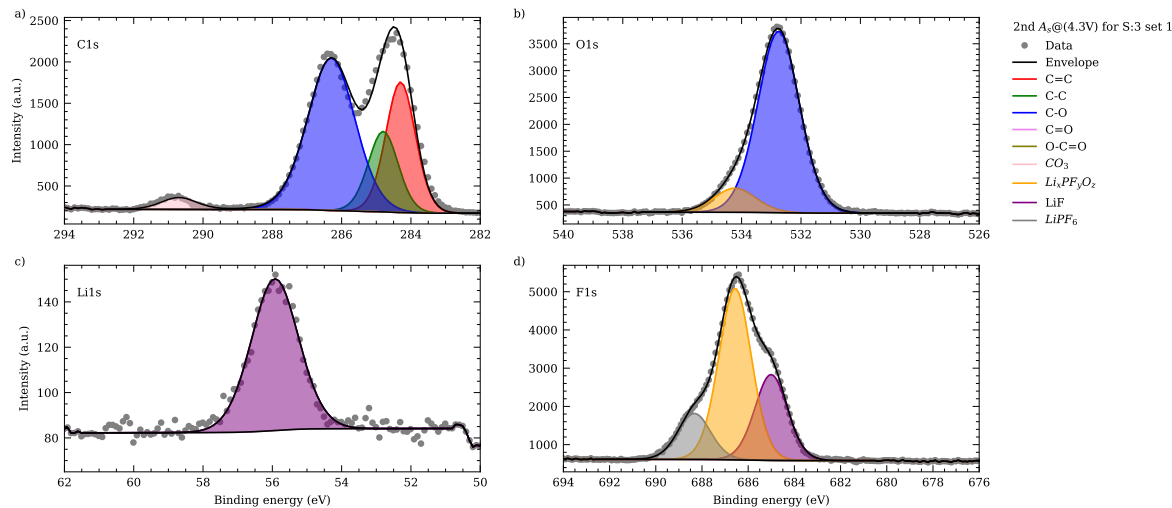 a)
C1s
Intensity (a.u.)
2500
2000
1500
1000
500
294 292 290 288 286 284 282
b)
O1s
3500
3000
2500
2000
1500
1000
500
540 538 536 534 532 530 528 526
2nd A_s@(4.3V) for S:3 set 1
Data
Envelope
C=C
C-C
C-O
C=O
O-C=O
CO_3
Li_xPF_yO_z
LiF
LiPF_6
c)
Li1s
Intensity (a.u.)
140
120
100
80
62 60 58 56 54 52 50
Binding energy (eV)
d)
F1s
5000
4000
3000
2000
1000
694 692 690 688 686 684 682 680 678 676
Binding energy (eV)